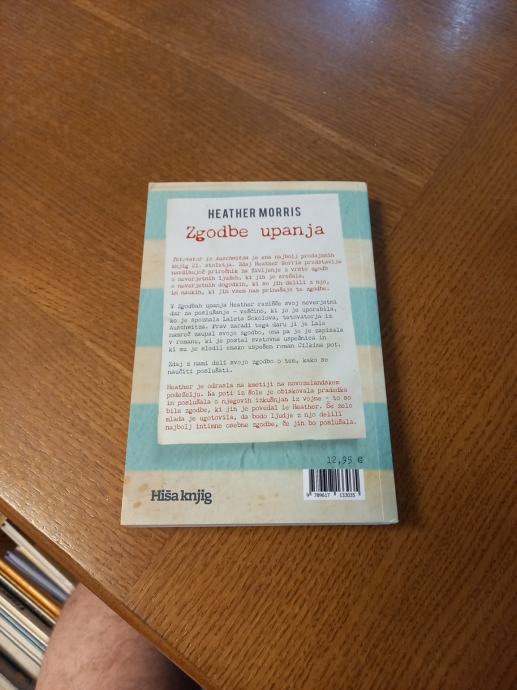 HEATHER MORRIS
Zgodbe upanja
Tetovator iz Auschwitza je ena najbolj prodajanih
knjig 21. stoletja. Zdaj Heather Morris predstavlja
navdihujoč priročnik za življenje z vrsto zgodb
o neverjetnih ljudeh, ki jih je srečala,
o neverjetnih dogodkih, ki so jih delili z njo,
in naukih, ki jih vsem nam prinašajo te zgodbe.
V Zgodbah upanja Heather razišče svoj neverjetni
dar za poslušanje – veščino, ki jo je uporabila,
ko je spoznala Laleta Sokolova, tetovatorja iz
Auschwitza. Prav zaradi tega daru ji je Lale
namreč zaupal svojo zgodbo, ona pa jo je zapisala
v romanu, ki je postal svetovna uspešnica in
ki mu je sledil enako uspešen roman Cilkina pot.
Zdaj z nami deli svojo zgodbo o tem, kako se
naučiti poslušati.
Heather je odrasla na kmetiji na novozelandskem
podeželju. Na poti iz šole je obiskovala pradedka
in poslušala o njegovih izkušnjah iz vojne – to so
bile zgodbe, ki jih je povedal le Heather. Še zelo
mlada je ugotovila, da bodo ljudje z njo delili
najbolj intimne osebne zgodbe, če jih bo poslušala.
12,95 €
Hiša knjig
9 789617 133035